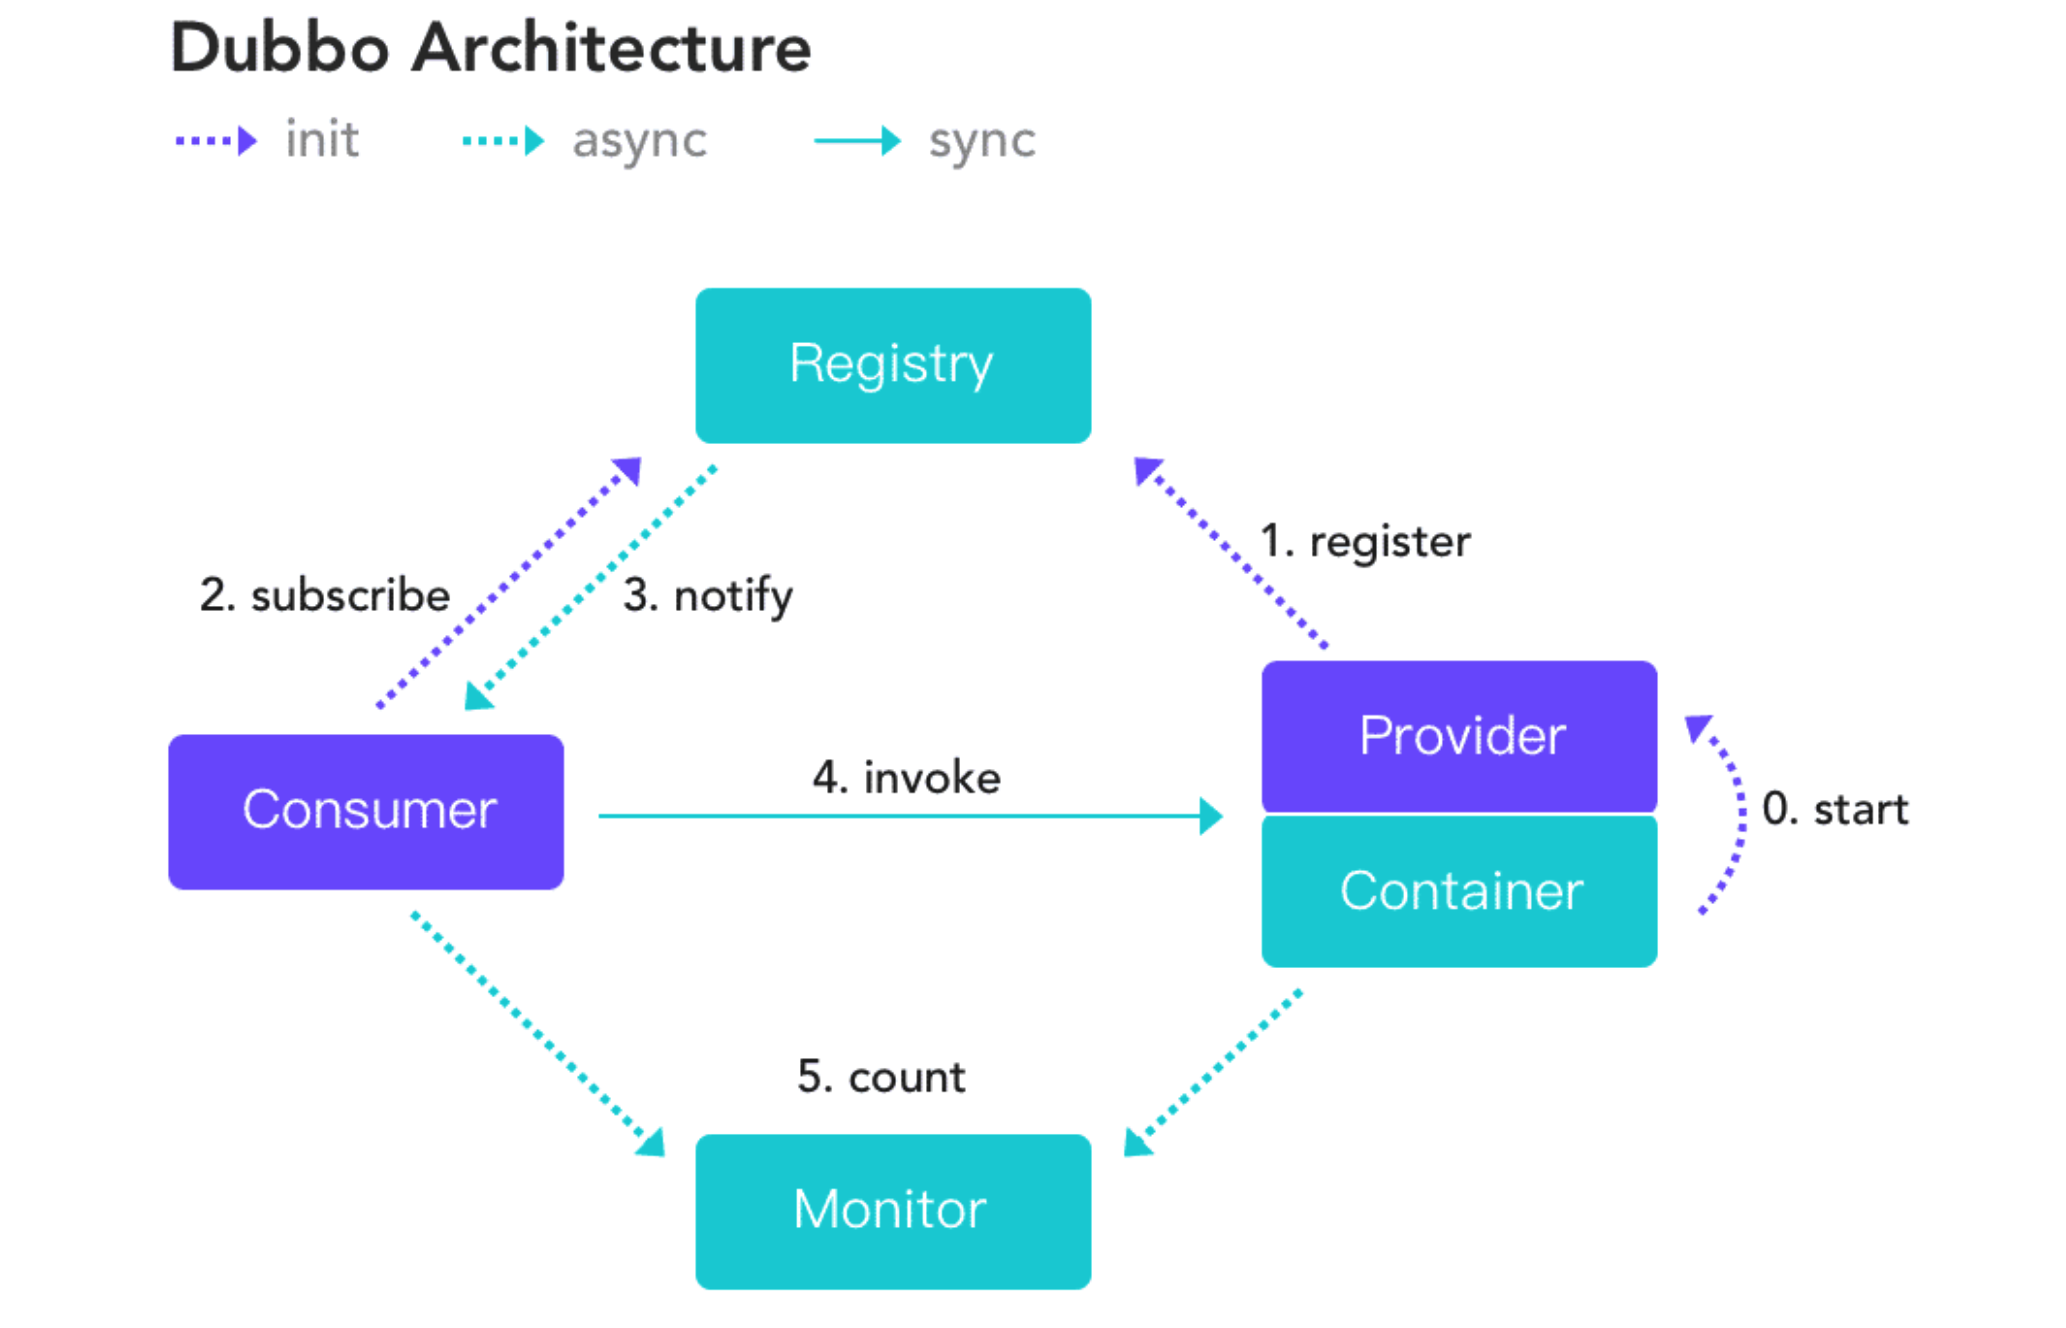 Dubbo Architecture
init async sync
Registry
1. register
2. subscribe
3. notify
Provider
4. invoke
Consumer
0. start
Container
5. count
Monitor